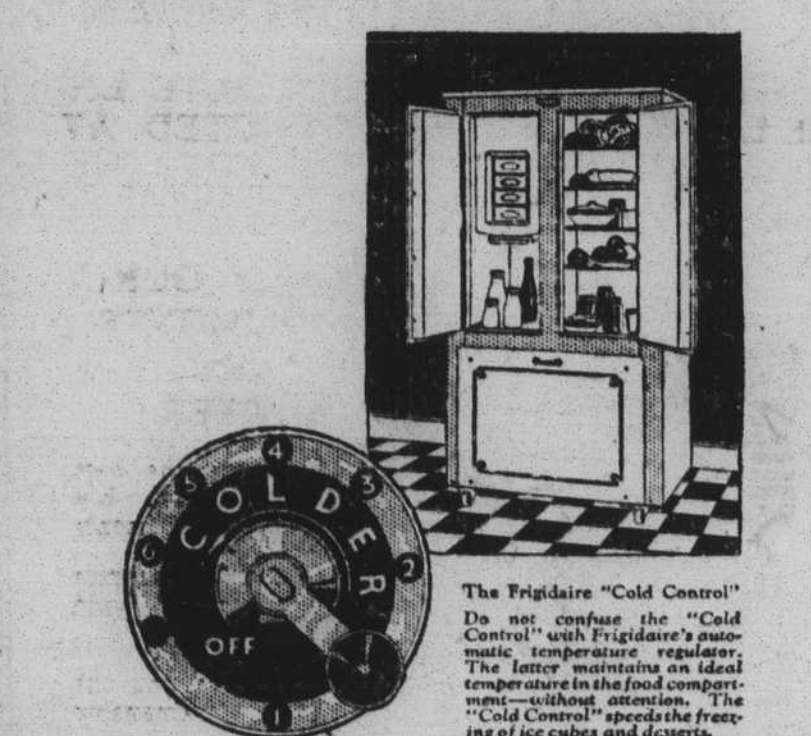 4
5
3
COLDER
6
2
OFF
1
The Frigidaire "Cold Control"
Do not confuse the "Cold
Control" with Frigidaire's auto-
matic temperature regulator.
The latter maintains an ideal
temperature in the food compart-
ment—without attention. The
"Cold Control" speeds the freez-
ing of ice cubes and desserts.